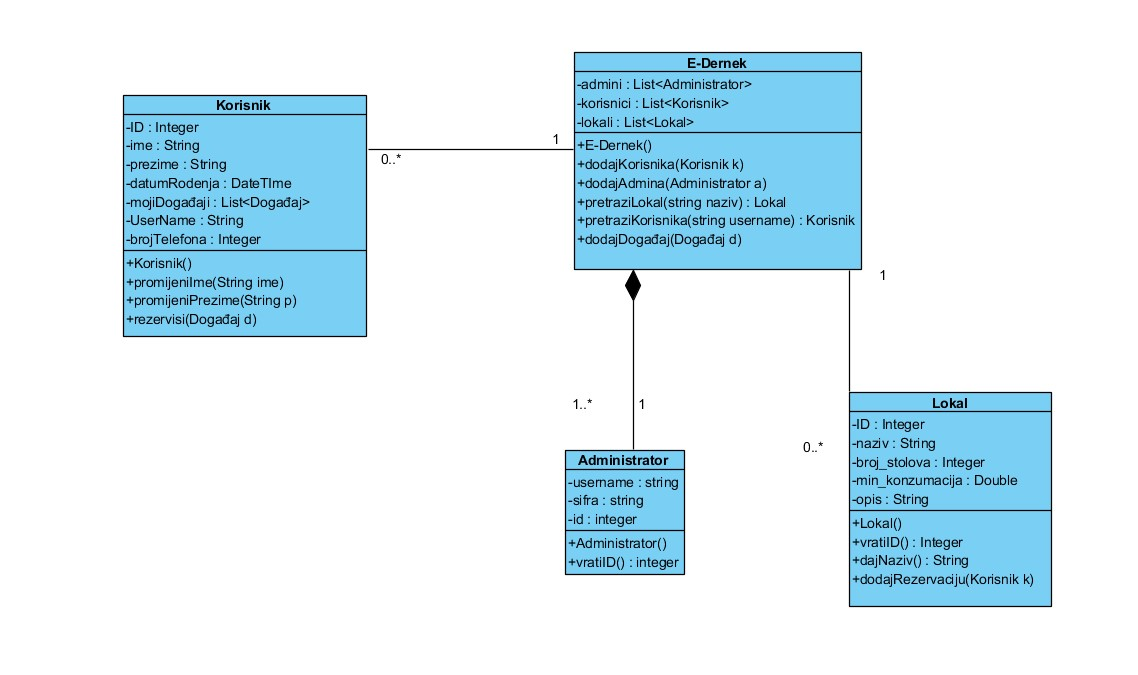 Korisnik
-ID : Integer
-ime : String
-prezime : String
-datumRodenja : DateTIme
-mojiDogađaji : List<Događaj>
-UserName : String
-brojTelefona : Integer
+Korisnik()
+promijeniIme(String ime)
+promijeniPrezime(String p)
+rezervisi(Događaj d)
0..*
1
E-Dernek
-admini : List<Administrator>
-korisnici : List<Korisnik>
-lokali : List<Lokal>
+E-Dernek()
+dodajKorisnika(Korisnik k)
+dodajAdmina(Administrator a)
+pretraziLokal(string naziv) : Lokal
+pretraziKorisnika(string username) : Korisnik
+dodajDogađaj(Događaj d)
1
1..*
1
0..*
Administrator
-username : string
-sifra : string
-id : integer
+Administrator()
+vratiID() : integer
Lokal
-ID : Integer
-naziv : String
-broj_stolova : Integer
-min_konzumacija : Double
-opis : String
+Lokal()
+vratiID() : Integer
+dajNaziv() : String
+dodajRezervaciju(Korisnik k)